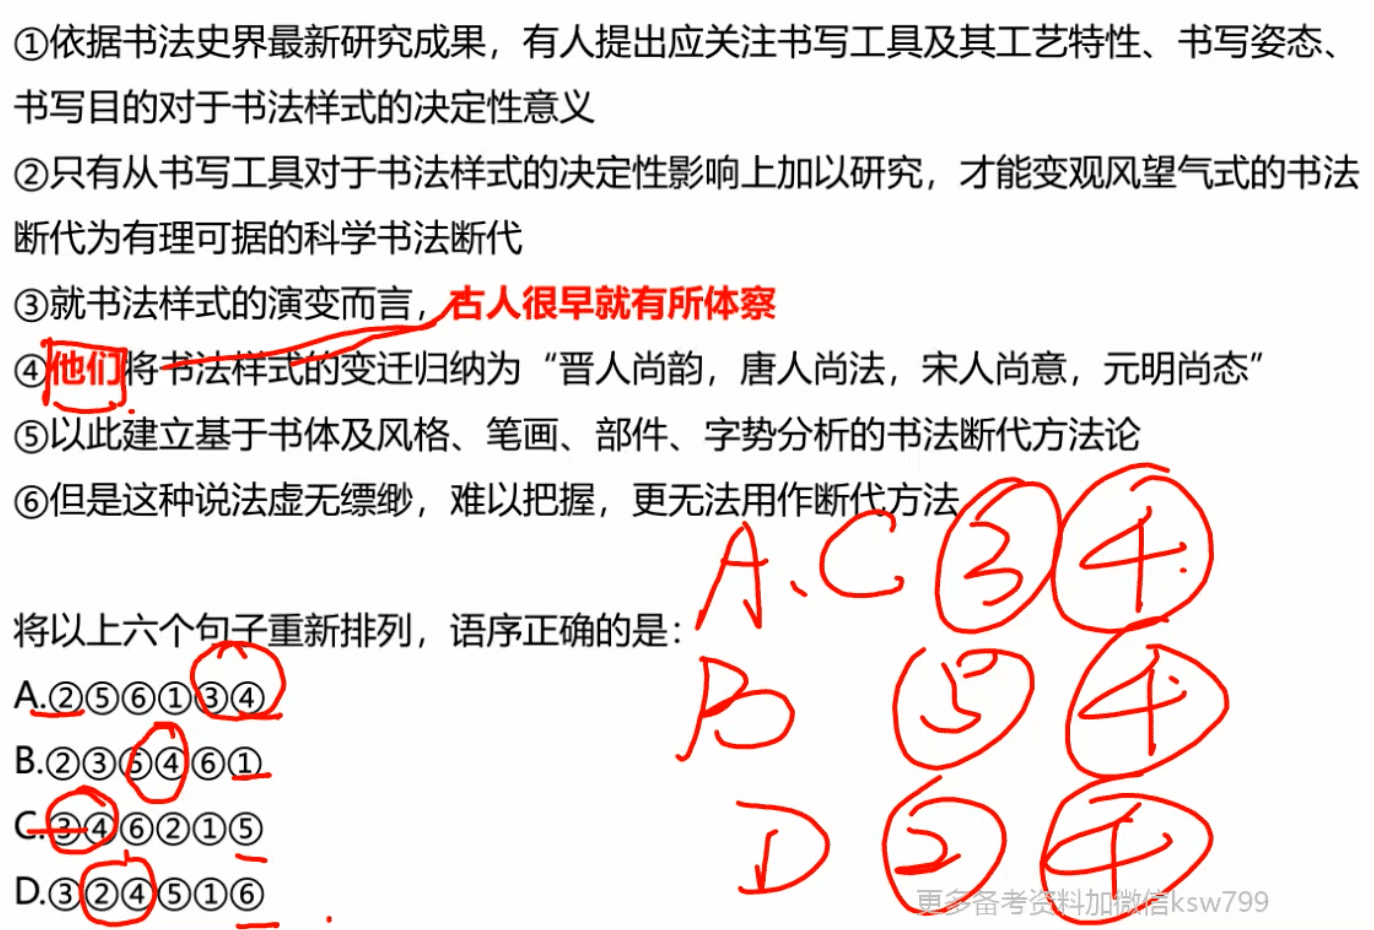 ①依据书法史界最新研究成果，有人提出应关注书写工具及其工艺特性、书写姿态、
书写目的对于书法样式的决定性意义
②只有从书写工具对于书法样式的决定性影响上加以研究，才能变观风望气式的书法
断代为有理可据的科学书法断代
③就书法样式的演变而言，古人很早就有所体察
④他们将书法样式的变迁归纳为“晋人尚韵，唐人尚法，宋人尚意，元明尚态”
⑤以此建立基于书体及风格、笔画、部件、字势分析的书法断代方法论
⑥但是这种说法虚无缥缈，难以把握，更无法用作断代方法
A、C ③ ④
将以上六个句子重新排列，语序正确的是：
A.②⑤⑥①③④
B ⑤ ④
B.②③⑤④⑥①
C.③④⑥②①⑤
D ② ④
D.③②④⑤①⑥
更多备考资料加微信ksw799